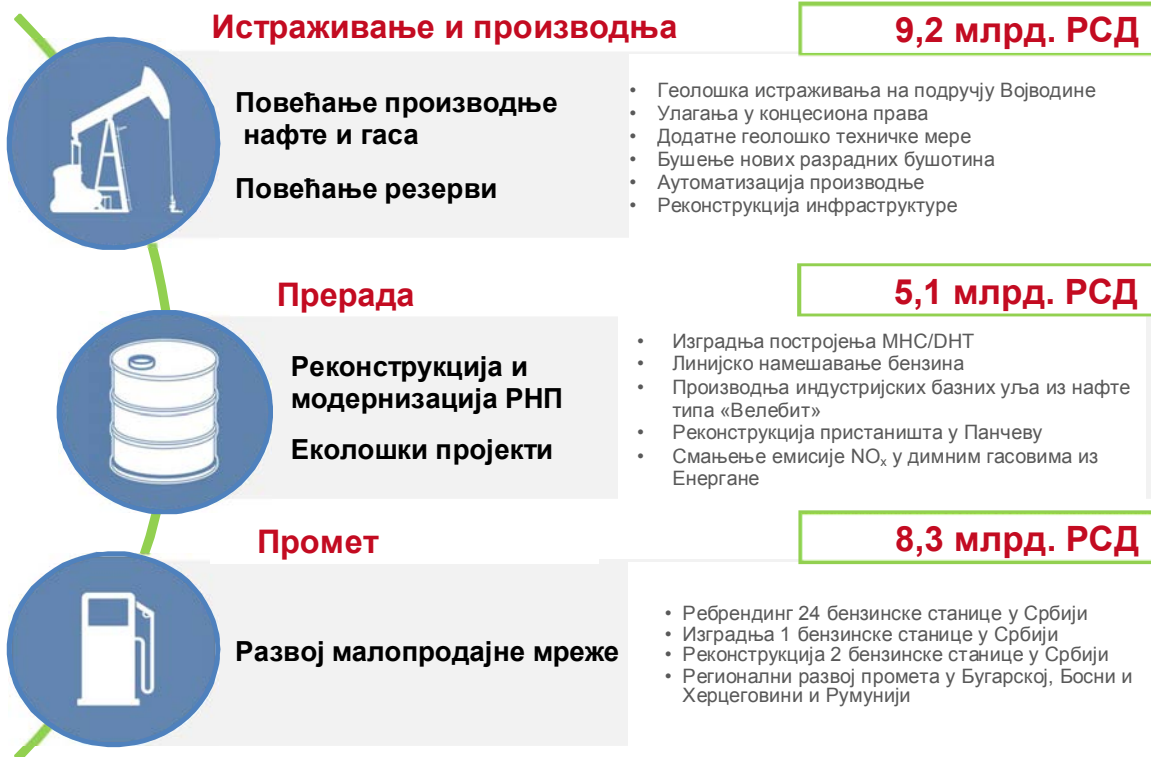 Истраживање и производња
9,2 млрд. РСД
Повећање производње
нафте и гаса
Повећање резерви
• Геолошка истраживања на подручју Војводине
• Улагања у концесиона права
• Додатне геолошко техничке мере
• Бушење нових разрадних бушотина
• Аутоматизација производње
• Реконструкција инфраструктуре
Прерада
5,1 млрд. РСД
Реконструкција и
модернизација РНП
Еколошки пројекти
• Изградња постројења MHC/DHT
• Линијско намешавање бензина
• Производња индустријских базних уља из нафте
типа «Велебит»
• Реконструкција пристаништа у Панчеву
• Смањење емисије NOₓ у димним гасовима из
Енергане
Промет
8,3 млрд. РСД
Развој малопродајне мреже
• Ребрендинг 24 бензинске станице у Србији
• Изградња 1 бензинске станице у Србији
• Реконструкција 2 бензинске станице у Србији
• Регионални развој промета у Бугарској, Босни и
Херцеговини и Румунији